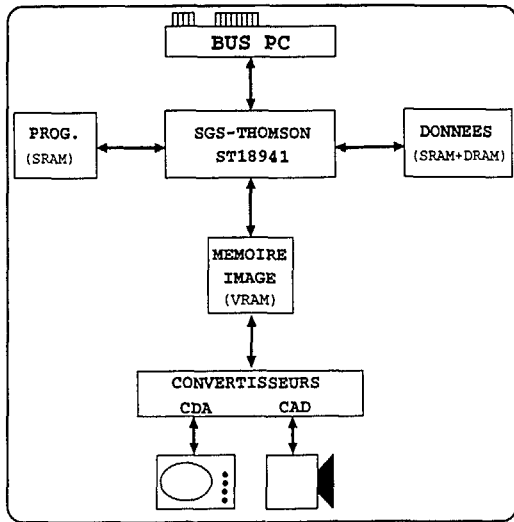 BUS PC
PROG.
(SRAM)
SGS-THOMSON
ST18941
DONNEES
(SRAM+DRAM)
MEMOIRE
IMAGE
(VRAM)
CONVERTISSEURS
CDA CAD